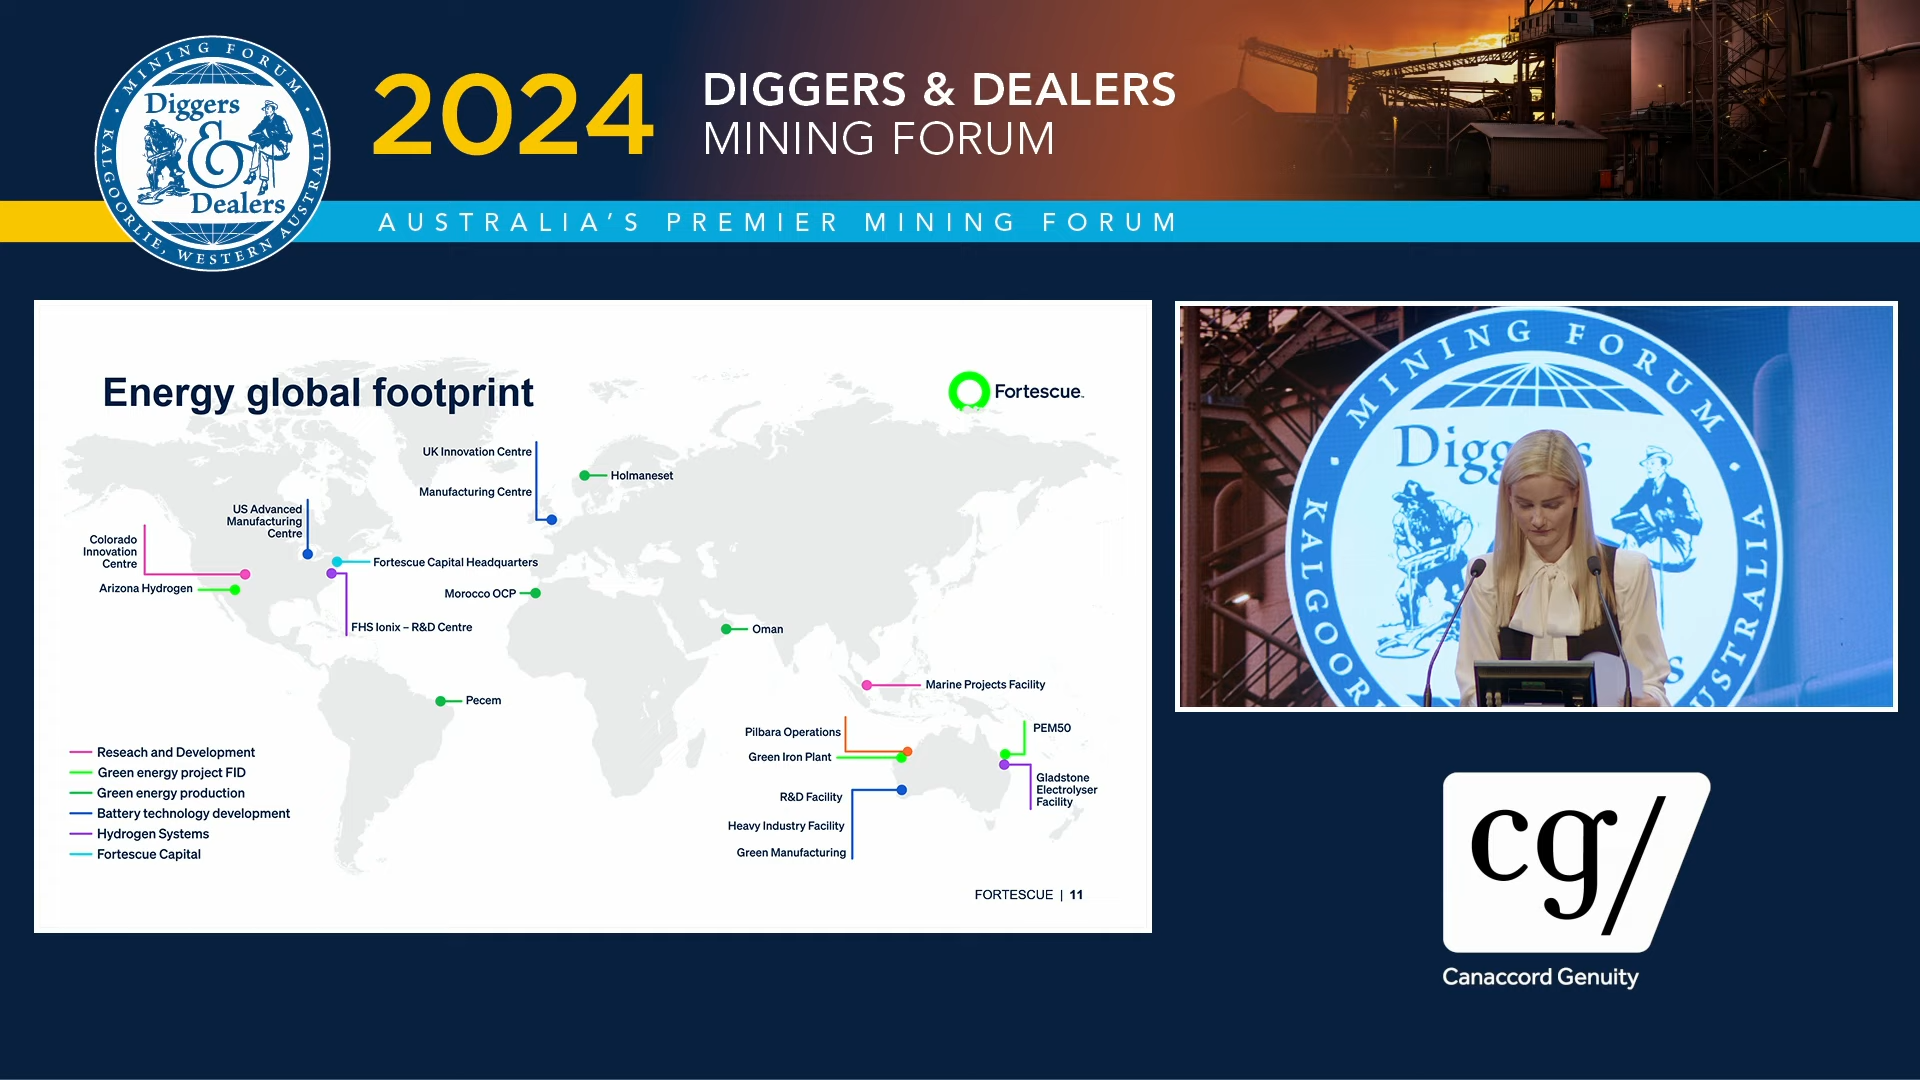 MINING FORUM
Diggers
&
Dealers
KALGOORLIE, WESTERN AUSTRALIA
2024
DIGGERS & DEALERS
MINING FORUM
AUSTRALIA'S PREMIER MINING FORUM
Energy global footprint
Fortescue
UK Innovation Centre
Manufacturing Centre
Holmaneset
US Advanced
Manufacturing
Centre
Colorado
Innovation
Centre
Arizona Hydrogen
Fortescue Capital Headquarters
Morocco OCP
FHS Ionix – R&D Centre
Oman
Pecem
Marine Projects Facility
Pilbara Operations
Green Iron Plant
PEM50
Gladstone
Electrolyser
Facility
R&D Facility
Heavy Industry Facility
Green Manufacturing
Reseach and Development
Green energy project FID
Green energy production
Battery technology development
Hydrogen Systems
Fortescue Capital
FORTESCUE | 11
MINING FORUM
Digg s
KALGOOR
USTRALIA
S
cg/
Canaccord Genuity